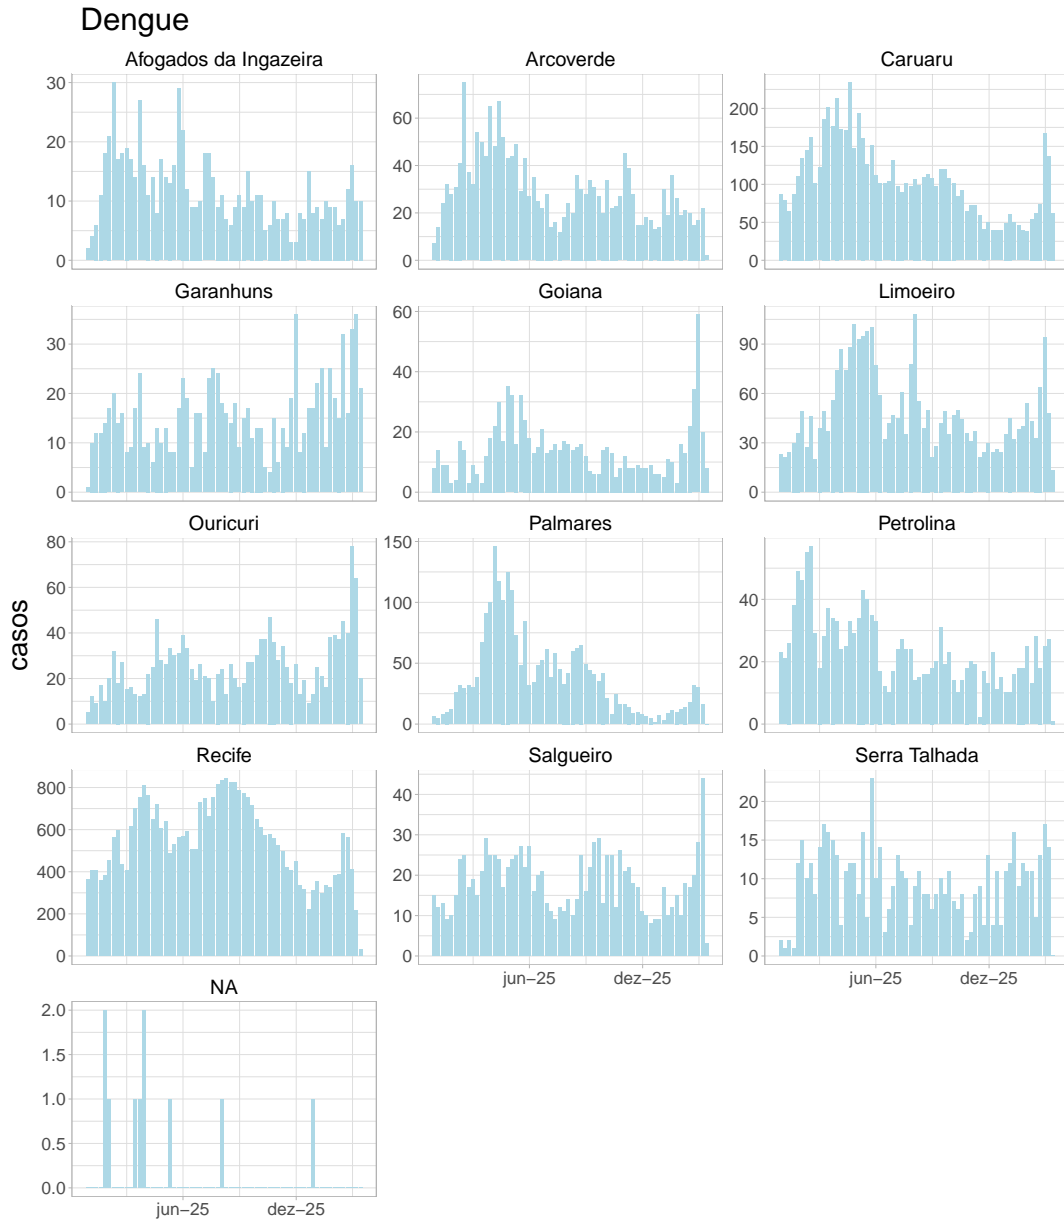 Dengue
Afogados da Ingazeira
Arcoverde
Caruaru
30
20
10
0
60
40
20
0
200
150
100
50
0
Garanhuns
Goiana
Limoeiro
30
20
10
0
60
40
20
0
90
60
30
0
Ouricuri
Palmares
Petrolina
80
60
40
20
0
150
100
50
0
40
20
0
casos
Recife
Salgueiro
Serra Talhada
800
600
400
200
0
40
30
20
10
0
20
15
10
5
0
jun−25
dez−25
jun−25
dez−25
NA
2.0
1.5
1.0
0.5
0.0
jun−25
dez−25